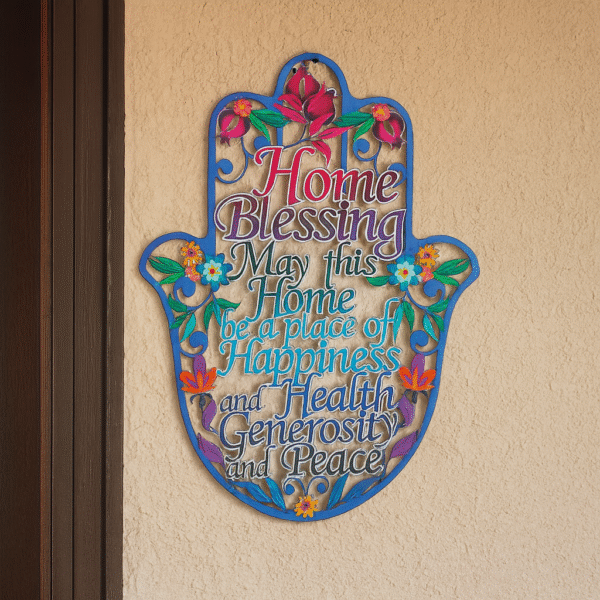 Home
Blessing
May this
Home
be a place of
Happiness
and Health
Generosity
and Peace